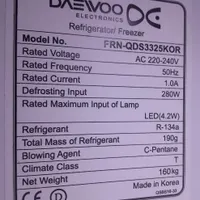 DAEWOO
ELECTRONICS
Refrigerator/ Freezer
Model No. FRN-QDS3325KOR
Rated Voltage AC 220-240V
Rated Frequency 50Hz
Rated Current 1.0A
Defrosting Input 280W
Rated Maximum Input of Lamp
LED(4.2W)
Refrigerant R-134a
Total Mass of Refrigerant 190g
Blowing Agent C-Pentane
Climate Class T
Net Weight 160kg
Made in Korea